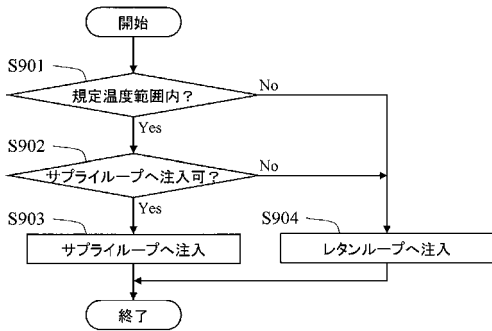 開始
S901
規定温度範囲内?
No
Yes
S902
サプライループへ注入可?
No
Yes
S903
サプライループへ注入
S904
レタンループへ注入
終了